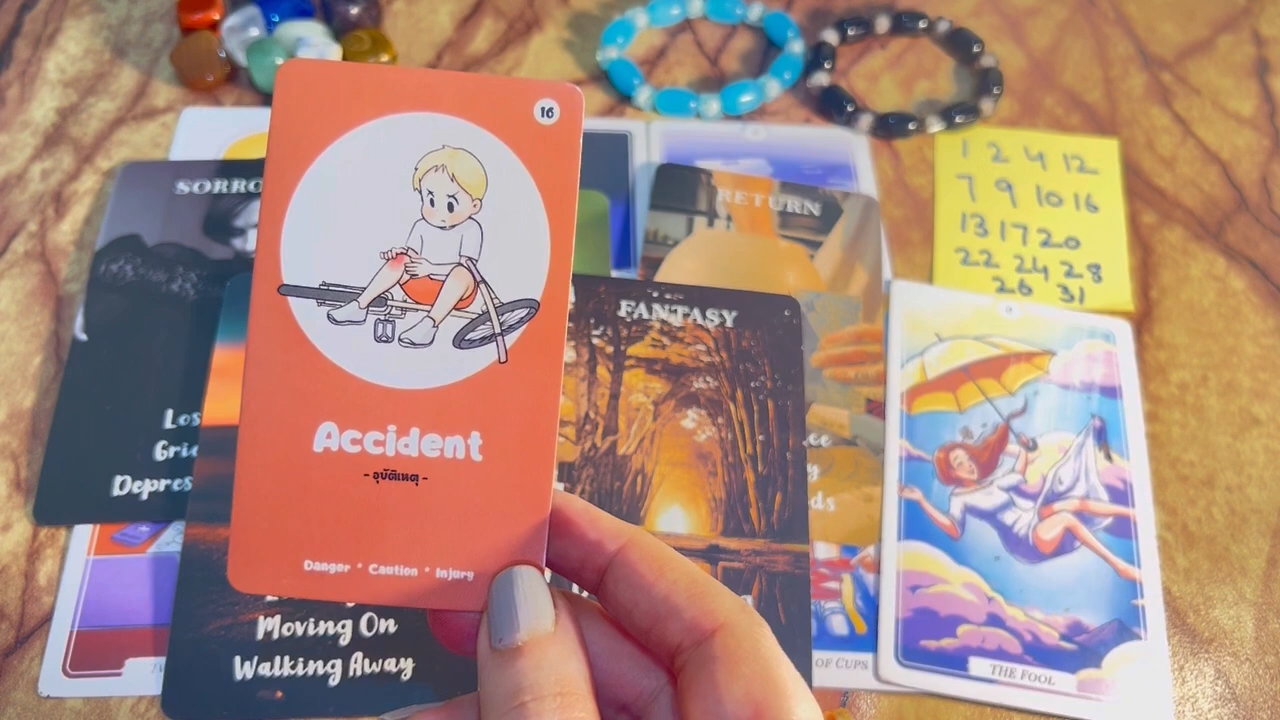 16
Accident
- อุบัติเหตุ -
Danger * Caution * Injury
Moving On
Walking Away
FANTASY
RETURN
OF CUPS
THE FOOL
1 2 4 12
7 9 10 16
13 17 20
22 24 28
26 31